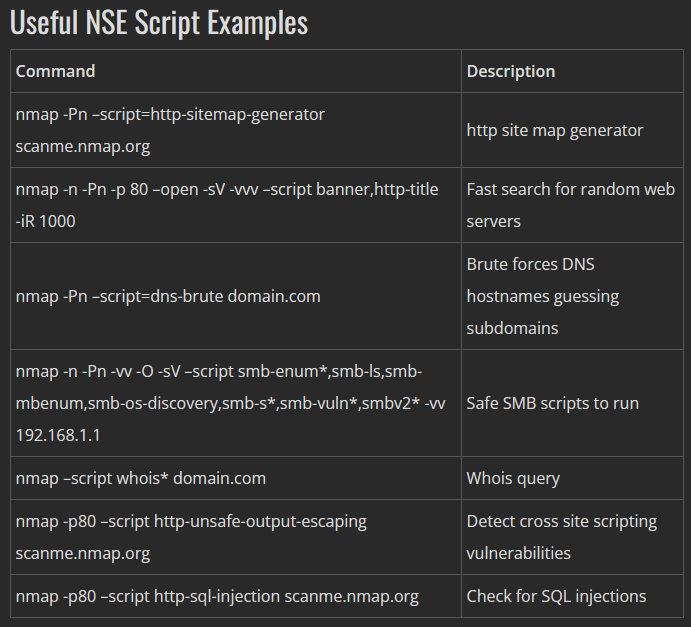 Useful NSE Script Examples
Command
Description
nmap -Pn –script=http-sitemap-generator
scanme.nmap.org
http site map generator
nmap -n -Pn -p 80 –open -sV -vvv –script banner,http-title
-iR 1000
Fast search for random web
servers
nmap -Pn –script=dns-brute domain.com
Brute forces DNS
hostnames guessing
subdomains
nmap -n -Pn -vv -O -sV –script smb-enum*,smb-ls,smb-
mbenum,smb-os-discovery,smb-s*,smb-vuln*,smbv2* -vv
192.168.1.1
Safe SMB scripts to run
nmap –script whois* domain.com
Whois query
nmap -p80 –script http-unsafe-output-escaping
scanme.nmap.org
Detect cross site scripting
vulnerabilities
nmap -p80 –script http-sql-injection scanme.nmap.org
Check for SQL injections